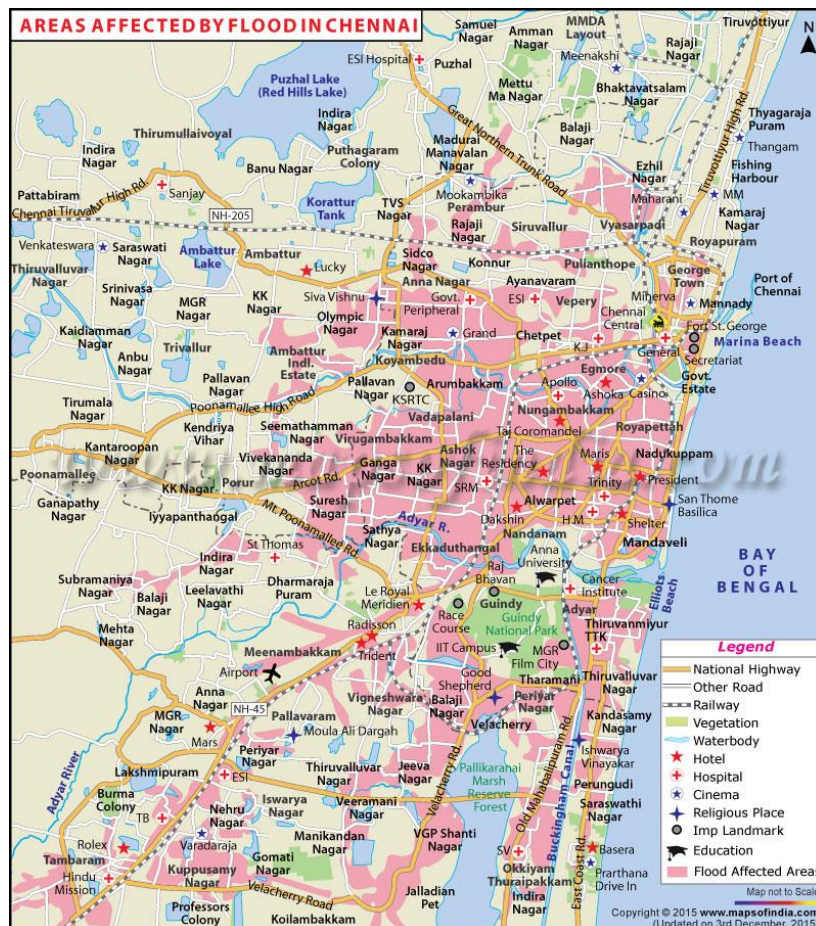 AREAS AFFECTED BY FLOOD IN CHENNAI
N
Samuel
Nagar
MMDA
Layout
Tiruvottiyur
ESI Hospital
Puzhal
Amman
Nagar
Meenakshi
Rajaji
Nagar
Puzhal Lake
(Red Hills Lake)
Mettu
Ma Nagar
Bhaktavatsalam
Nagar
Great Northern Trunk Road
Tiruvottiyur High Rd.
Thyagaraja
Puram
Indira
Nagar
Thirumullaivoyal
Puthagaram
Colony
Madurai
Manavalan
Nagar
Balaji
Nagar
Thangam
Indira
Nagar
Banu Nagar
Ezhil
Nagar
Fishing
Harbour
Pattabiram
Sanjay
Mookambika
Perambur
Maharani
MM
Chennai Tiruvallur High Rd.
NH-205
Korattur
Tank
TVS
Nagar
Rajaji
Nagar
Siruvallur
Vyasarpadi
Kamaraj
Nagar
Royapuram
Venkateswara
Saraswati
Nagar
Ambattur
Lake
Ambattur
Lucky
Sidco
Nagar
Konnur
Pulianthope
George
Town
Port of
Chennai
Thiruvalluvar
Nagar
Srinivasa
Nagar
MGR
Nagar
KK
Nagar
Siva Vishnu
Anna Nagar
Ayanavaram
Govt.
Peripheral
ESI
Vepery
Minerva
Mannady
Kaidiamman
Nagar
Olympic
Nagar
Kamaraj
Nagar
Grand
Chetpet
Chennai
Central
Fort St. George
Marina Beach
Anbu
Nagar
Trivallur
Ambattur
Indl.
Estate
Koyambedu
K.J
General
Secretariat
Pallavan
Nagar
Pallavan
Nagar
KSRTC
Arumbakkam
Egmore
Apollo
Ashoka
Casino
Govt.
Estate
Tirumala
Nagar
Poonamallee High Road
Kendriya
Vihar
Seemathamman
Nagar
Vadapalani
Nungambakkam
Taj Coromandel
Royapettah
Kantaroopan
Nagar
Virugambakkam
Ashok
Nagar
The
Residency
Maris
Nadukuppam
Poonamallee
Vivekananda
Nagar
Ganga
Nagar
KK
Nagar
Trinity
President
KK Nagar
Porur
Arcot Rd.
SRM
Ganapathy
Nagar
Iyyapanthangal
Suresh
Nagar
Alwarpet
San Thome
Basilica
Mt. Poonamallee Rd.
Sathya
Nagar
Adyar R.
Dakshin
H.M
Shelter
Nandanam
Mandaveli
Ekkaduthangal
Anna
University
St Thomas
Indira
Nagar
Raj
Bhavan
Cancer
Institute
Elliots
Beach
BAY
OF
BENGAL
Subramaniya
Nagar
Balaji
Nagar
Leelavathi
Nagar
Dharmaraja
Puram
Le Royal
Meridien
Guindy
Adyar
Mehta
Nagar
Radisson
Race
Course
Guindy
National Park
Thiruvanmiyur
TTK
Meenambakkam
Trident
IIT Campus
MGR
Film City
Airport
Good
Shepherd
Tharamani
Thiruvalluvar
Nagar
Anna
Nagar
NH-45
Vigneshwara
Nagar
Balaji
Nagar
Periyar
Nagar
Kandasamy
Nagar
MGR
Nagar
Mars
Pallavaram
Moula Ali Dargah
Velacherry
Adyar River
Periyar
Nagar
Ishwarya
Vinayakar
Lakshmipuram
ESI
Thiruvalluvar
Nagar
Jeeva
Nagar
Velachery Rd.
Pallikaranai
Marsh
Reserve
Forest
Old Mahabalipuram Rd.
Buckingham Canal
Perungudi
Burma
Colony
TB
Nehru
Nagar
Iswarya
Nagar
Veeramani
Nagar
Saraswathi
Nagar
Rolex
Varadaraja
Manikandan
Nagar
VGP Shanti
Nagar
Basera
Tambaram
Gomati
Nagar
SV
Okkiyam
Thuraipakkam
East Coast Rd.
Prarthana
Drive In
Hindu
Mission
Kuppusamy
Nagar
Velacherry Road
Jalladian
Pet
Indira
Nagar
Professors
Colony
Koilambakkam
Legend
National Highway
Other Road
Railway
Vegetation
Waterbody
Hotel
Hospital
Cinema
Religious Place
Imp Landmark
Education
Flood Affected Areas
Map not to Scale
Copyright © 2015 www.mapsofindia.com
(Updated on 3rd December, 2015)